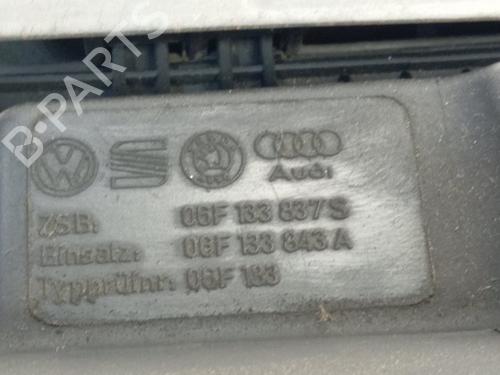 B-Parts
Audi
ZSB: 06F 133 837 S
Einsatz: 06F 133 843 A
Typprüfnr: 06F 133